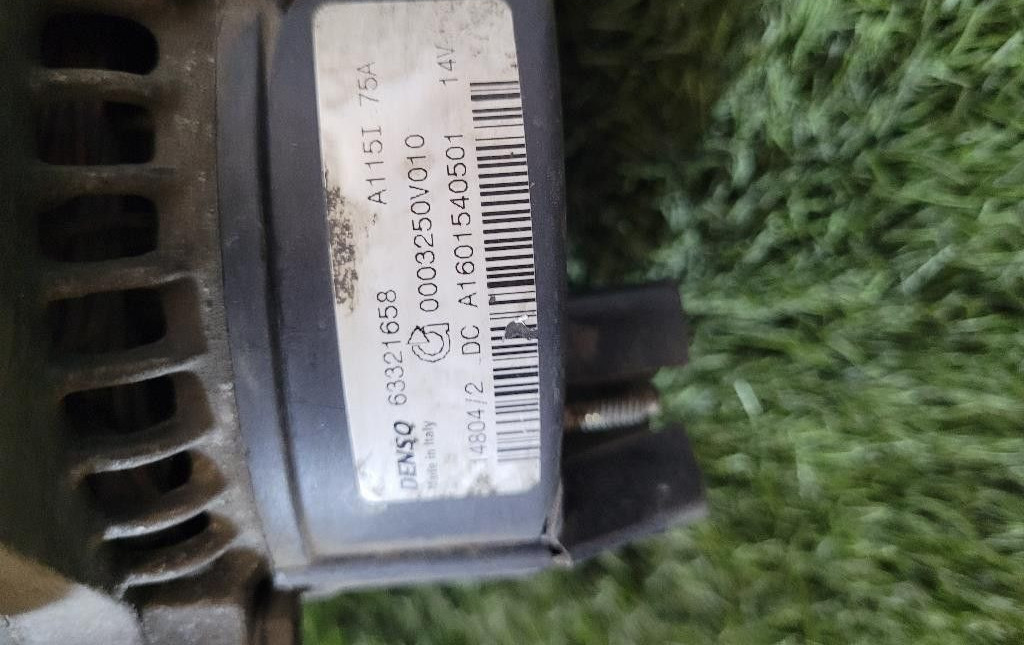 DENSO 63321658 A115I 75A
Made in Italy 0003250V010 14V
14804/2 DC A1601540501